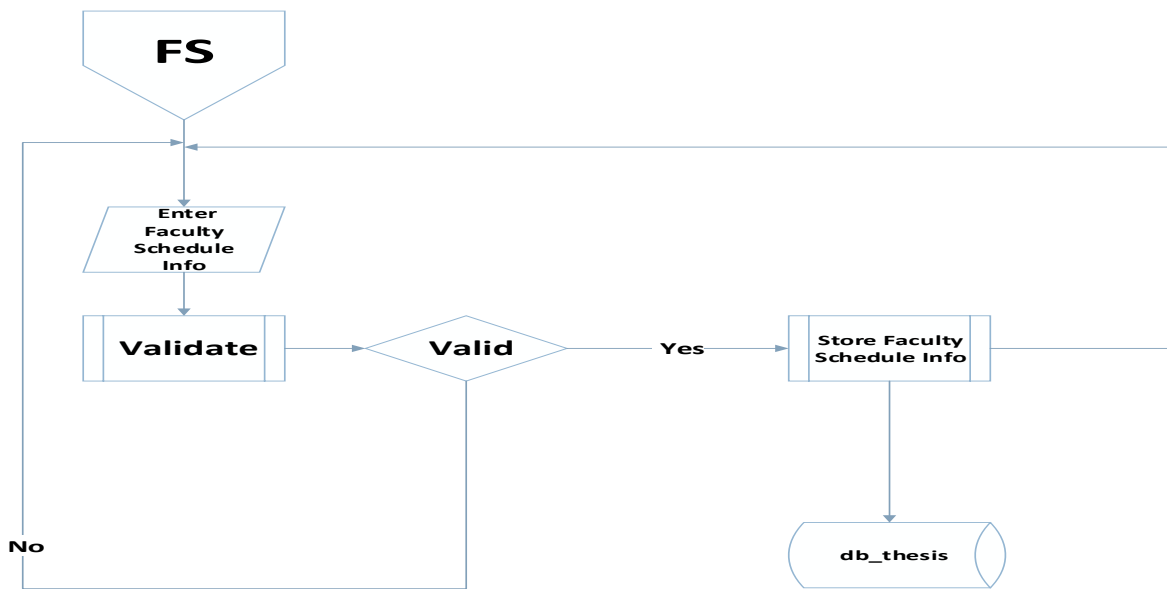 FS
Enter
Faculty
Schedule
Info
Validate
Valid
Yes
Store Faculty
Schedule Info
No
db_thesis